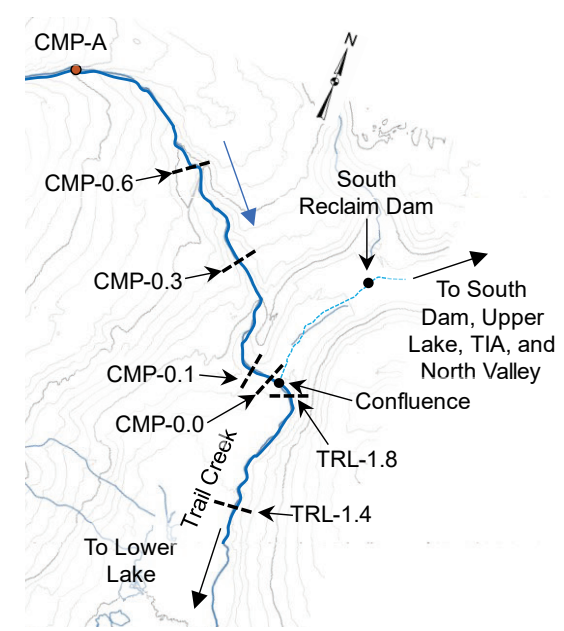 CMP-A
N
CMP-0.6
South
Reclaim Dam
CMP-0.3
To South
Dam, Upper
Lake, TIA, and
North Valley
CMP-0.1
Confluence
CMP-0.0
TRL-1.8
Trail Creek
TRL-1.4
To Lower
Lake